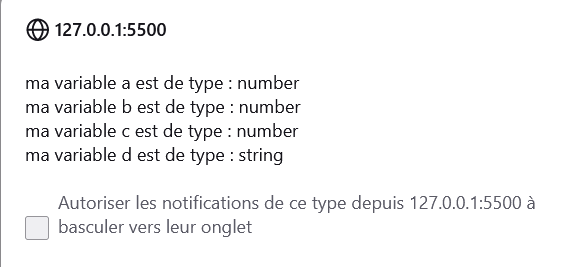 127.0.0.1:5500
ma variable a est de type : number
ma variable b est de type : number
ma variable c est de type : number
ma variable d est de type : string
Autoriser les notifications de ce type depuis 127.0.0.1:5500 à
basculer vers leur onglet